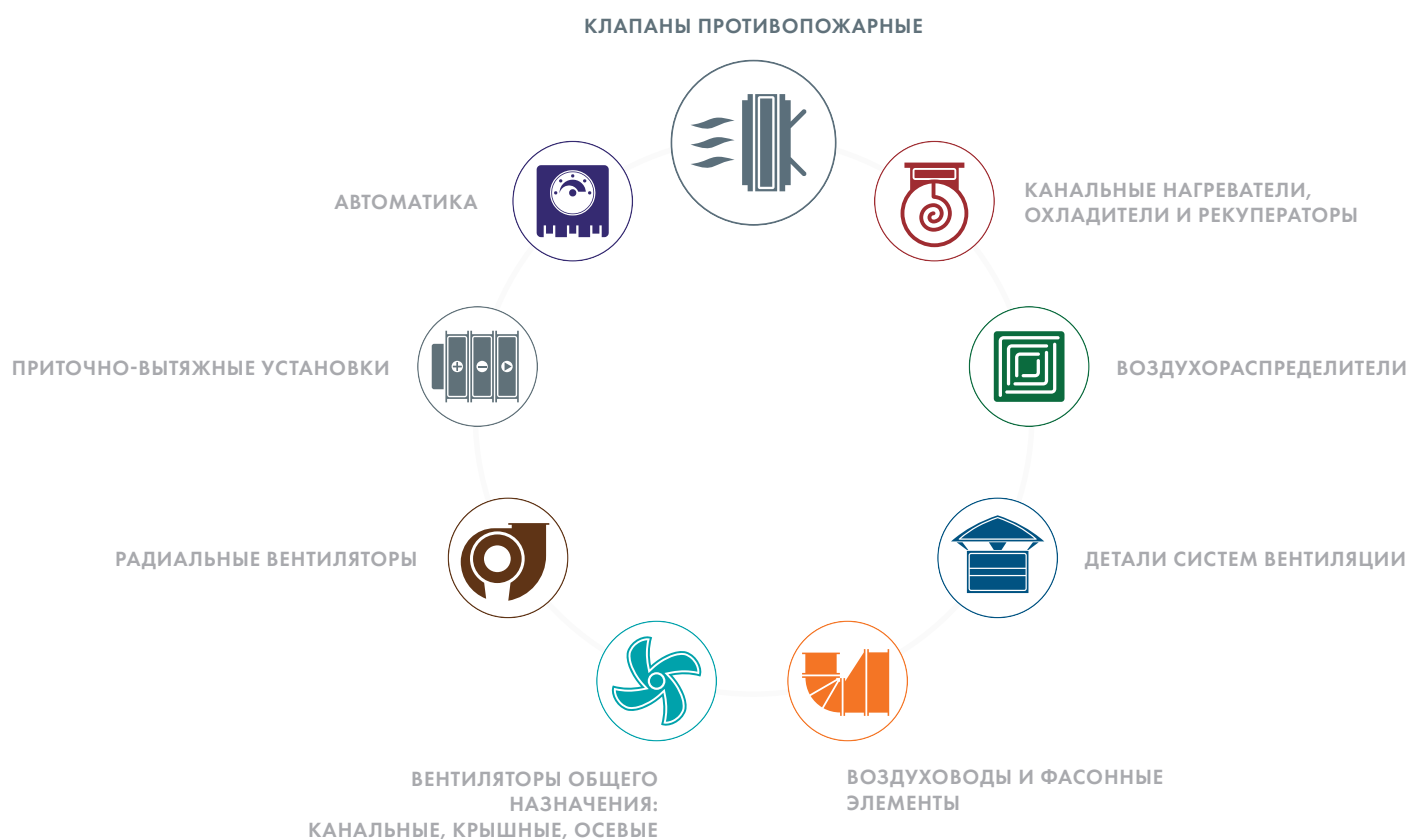 КЛАПАНЫ ПРОТИВОПОЖАРНЫЕ
АВТОМАТИКА
КАНАЛЬНЫЕ НАГРЕВАТЕЛИ,
ОХЛАДИТЕЛИ И РЕКУПЕРАТОРЫ
ПРИТОЧНО-ВЫТЯЖНЫЕ УСТАНОВКИ
ВОЗДУХОРАСПРЕДЕЛИТЕЛИ
РАДИАЛЬНЫЕ ВЕНТИЛЯТОРЫ
ДЕТАЛИ СИСТЕМ ВЕНТИЛЯЦИИ
ВЕНТИЛЯТОРЫ ОБЩЕГО
НАЗНАЧЕНИЯ:
КАНАЛЬНЫЕ, КРЫШНЫЕ, ОСЕВЫЕ
ВОЗДУХОВОДЫ И ФАСОННЫЕ
ЭЛЕМЕНТЫ